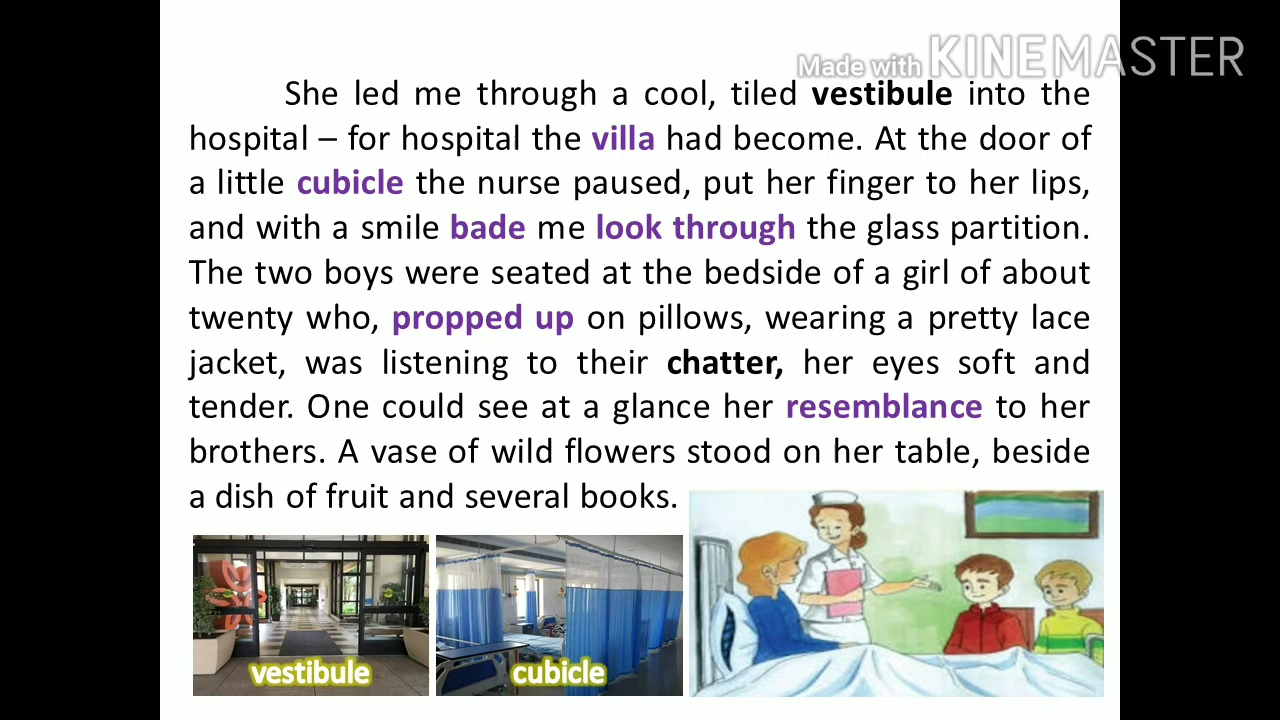 Made with KINEMASTER
She led me through a cool, tiled vestibule into the
hospital – for hospital the villa had become. At the door of
a little cubicle the nurse paused, put her finger to her lips,
and with a smile bade me look through the glass partition.
The two boys were seated at the bedside of a girl of about
twenty who, propped up on pillows, wearing a pretty lace
jacket, was listening to their chatter, her eyes soft and
tender. One could see at a glance her resemblance to her
brothers. A vase of wild flowers stood on her table, beside
a dish of fruit and several books.
vestibule
cubicle